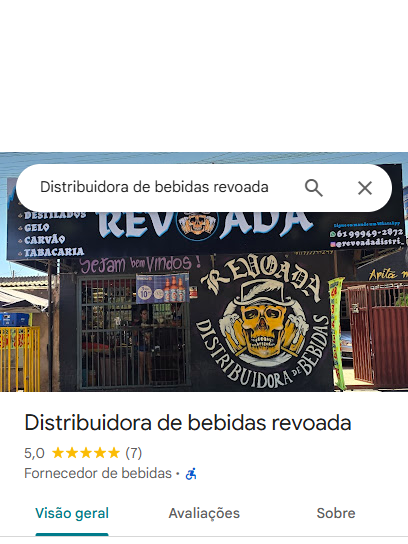 Distribuidora de bebidas revoada
DESTILADOS
GELO
CARVÃO
TABACARIA
REVOADA
61 99949-2872
@revoadadistri_
Sejam bem Vindos!
REVOADA
DISTRIBUIDORA DE BEBIDAS
Distribuidora de bebidas revoada
5,0 ★★★★★ (7)
Fornecedor de bebidas ·
Visão geral
Avaliações
Sobre